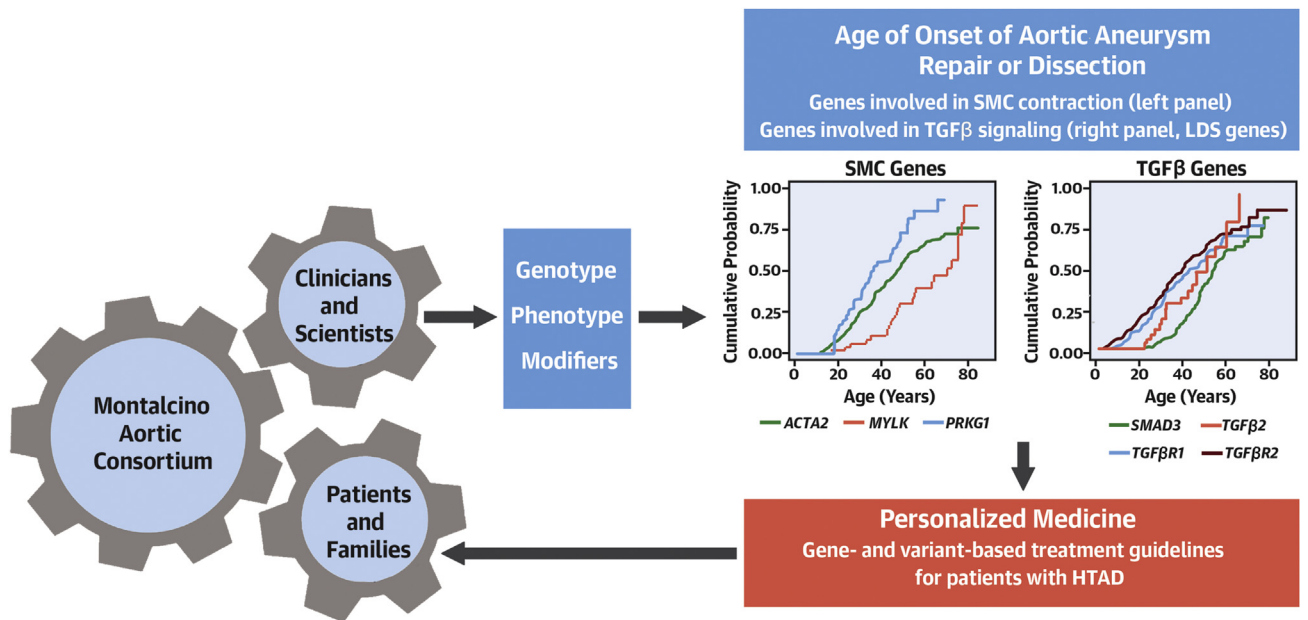 Montalcino
Aortic
Consortium
Clinicians
and
Scientists
Patients
and
Families
Genotype
Phenotype
Modifiers
Age of Onset of Aortic Aneurysm
Repair or Dissection
Genes involved in SMC contraction (left panel)
Genes involved in TGFβ signaling (right panel, LDS genes)
SMC Genes
Cumulative Probability
1.00
0.75
0.50
0.25
0.00
0 20 40 60 80
Age (Years)
ACTA2 MYLK PRKG1
TGFβ Genes
Cumulative Probability
1.00
0.75
0.50
0.25
0.00
0 20 40 60 80
Age (Years)
SMAD3 TGFβ2
TGFβR1 TGFβR2
Personalized Medicine
Gene- and variant-based treatment guidelines
for patients with HTAD